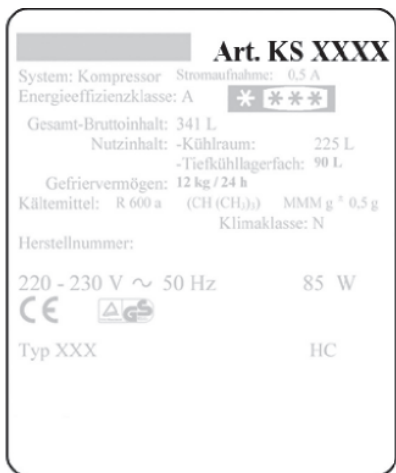 Art. KS XXXX
System: Kompressor Stromaufnahme: 0,5 A
Energieeffizienzklasse: A
Gesamt-Bruttoinhalt: 341 L
Nutzinhalt: -Kühlraum: 225 L
-Tiefkühllagerfach: 90 L
Gefriervermögen: 12 kg / 24 h
Kältemittel: R 600 a (CH (CH₃)₃) MMM g ± 0,5 g
Klimaklasse: N
Herstellnummer:
220 - 230 V ~ 50 Hz 85 W
CE GS
Typ XXX HC